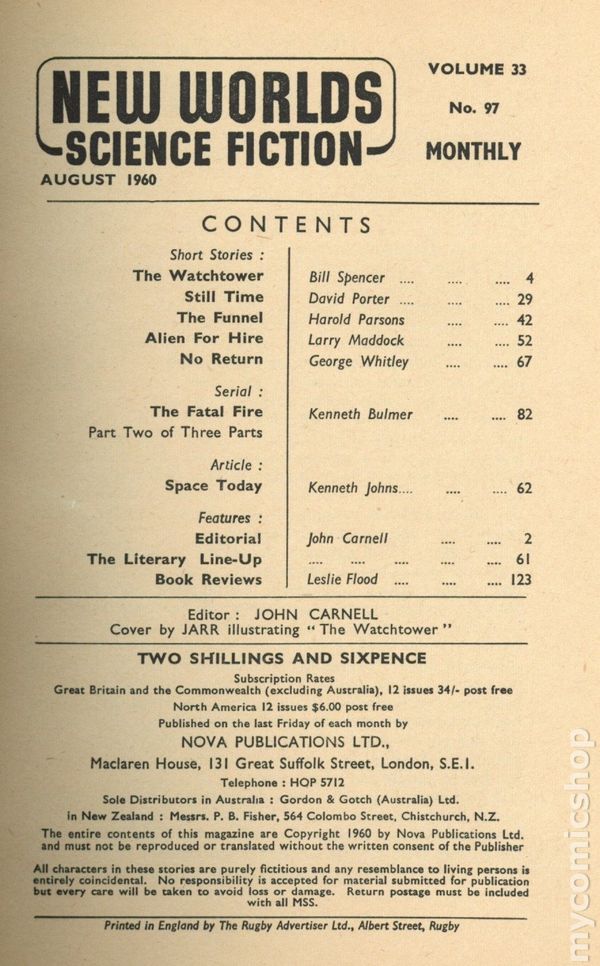 NEW WORLDS
SCIENCE FICTION
AUGUST 1960
VOLUME 33
No. 97
MONTHLY
CONTENTS
Short Stories :
The Watchtower Bill Spencer .... .... .... 4
Still Time David Porter .... .... .... 29
The Funnel Harold Parsons .... .... 42
Alien For Hire Larry Maddock .... .... 52
No Return George Whitley .... .... 67
Serial :
The Fatal Fire Kenneth Bulmer .... .... 82
Part Two of Three Parts
Article :
Space Today Kenneth Johns.... .... .... 62
Features :
Editorial John Carnell .... .... 2
The Literary Line-Up .... .... .... .... .... 61
Book Reviews Leslie Flood .... .... .... 123
Editor : JOHN CARNELL
Cover by JARR illustrating “ The Watchtower ”
TWO SHILLINGS AND SIXPENCE
Subscription Rates
Great Britain and the Commonwealth (excluding Australia), 12 issues 34/- post free
North America 12 issues $6.00 post free
Published on the last Friday of each month by
NOVA PUBLICATIONS LTD.,
Maclaren House, 131 Great Suffolk Street, London, S.E.1.
Telephone : HOP 5712
Sole Distributors in Australia : Gordon & Gotch (Australia) Ltd.
in New Zealand : Messrs. P. B. Fisher, 564 Colombo Street, Chistchurch, N.Z.
The entire contents of this magazine are Copyright 1960 by Nova Publications Ltd.
and must not be reproduced or translated without the written consent of the Publisher
All characters in these stories are purely fictitious and any resemblance to living persons is
entirely coincidental. No responsibility is accepted for material submitted for publication
but every care will be taken to avoid loss or damage. Return postage must be included
with all MSS.
Printed in England by The Rugby Advertiser Ltd., Albert Street, Rugby
mycomicshop